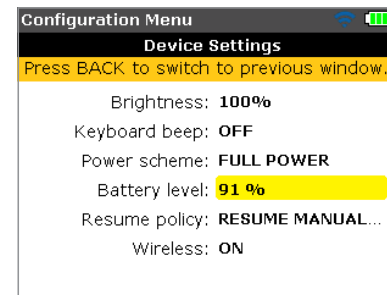 Configuration Menu
Device Settings
Press BACK to switch to previous window.
Brightness: 100%
Keyboard beep: OFF
Power scheme: FULL POWER
Battery level: 91 %
Resume policy: RESUME MANUAL...
Wireless: ON